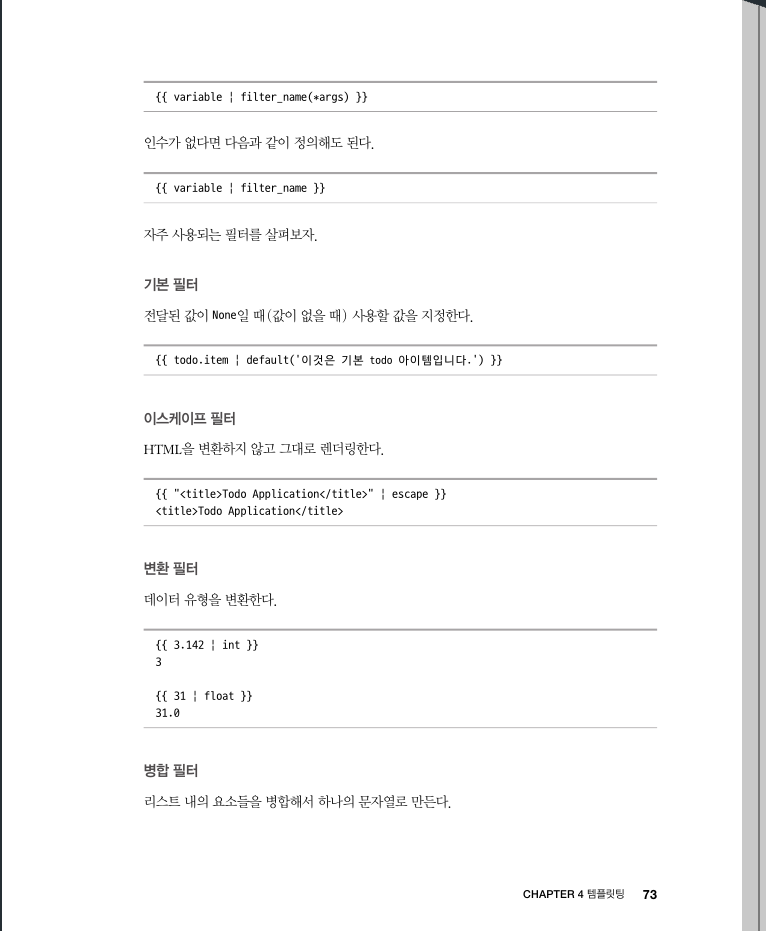 {{ variable ¦ filter_name(*args) }}
인수가 없다면 다음과 같이 정의해도 된다.
{{ variable ¦ filter_name }}
자주 사용되는 필터를 살펴보자.
기본 필터
전달된 값이 None일 때(값이 없을 때) 사용할 값을 지정한다.
{{ todo.item ¦ default('이것은 기본 todo 아이템입니다.') }}
이스케이프 필터
HTML을 변환하지 않고 그대로 렌더링한다.
{{ "<title>Todo Application</title>" ¦ escape }}
<title>Todo Application</title>
변환 필터
데이터 유형을 변환한다.
{{ 3.142 ¦ int }}
3
{{ 31 ¦ float }}
31.0
병합 필터
리스트 내의 요소들을 병합해서 하나의 문자열로 만든다.
CHAPTER 4 템플릿팅 73